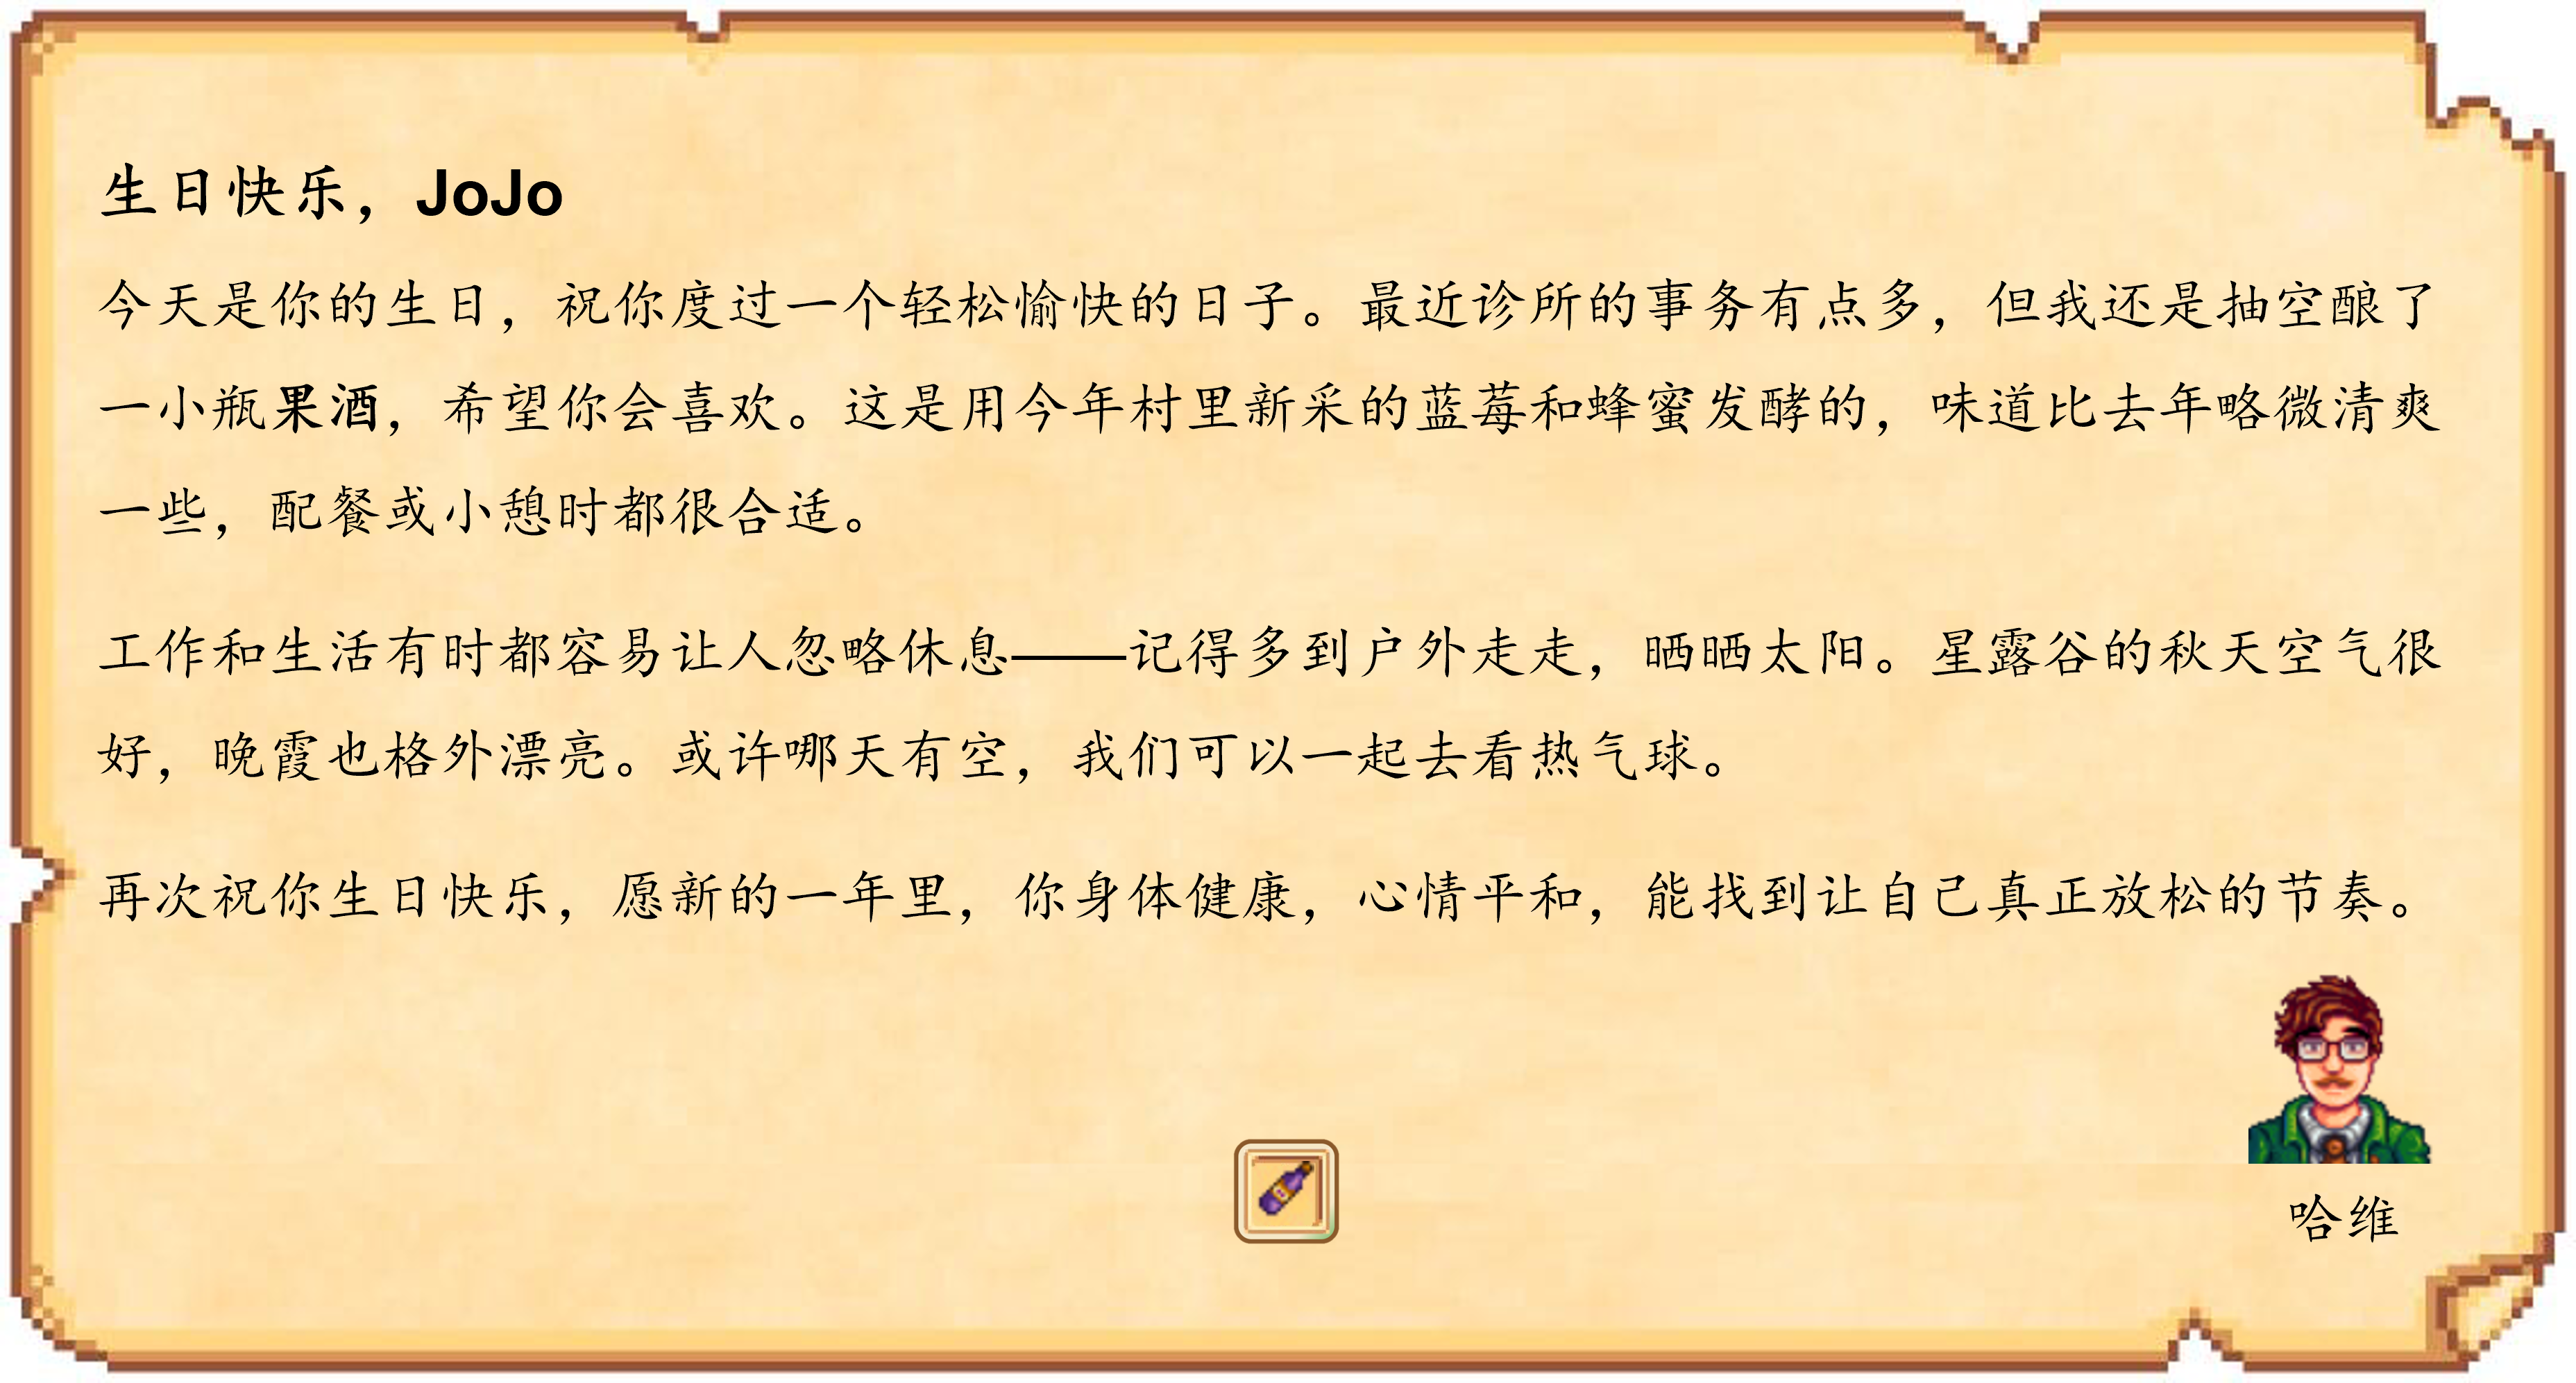 生日快乐，JoJo
今天是你的生日，祝你度过一个轻松愉快的日子。最近诊所的事务有点多，但我还是抽空酿了
一小瓶果酒，希望你会喜欢。这是用今年村里新采的蓝莓和蜂蜜发酵的，味道比去年略微清爽
一些，配餐或小憩时都很合适。
工作和生活有时都容易让人忽略休息——记得多到户外走走，晒晒太阳。星露谷的秋天空气很
好，晚霞也格外漂亮。或许哪天有空，我们可以一起去看热气球。
再次祝你生日快乐，愿新的一年里，你身体健康，心情平和，能找到让自己真正放松的节奏。
哈维